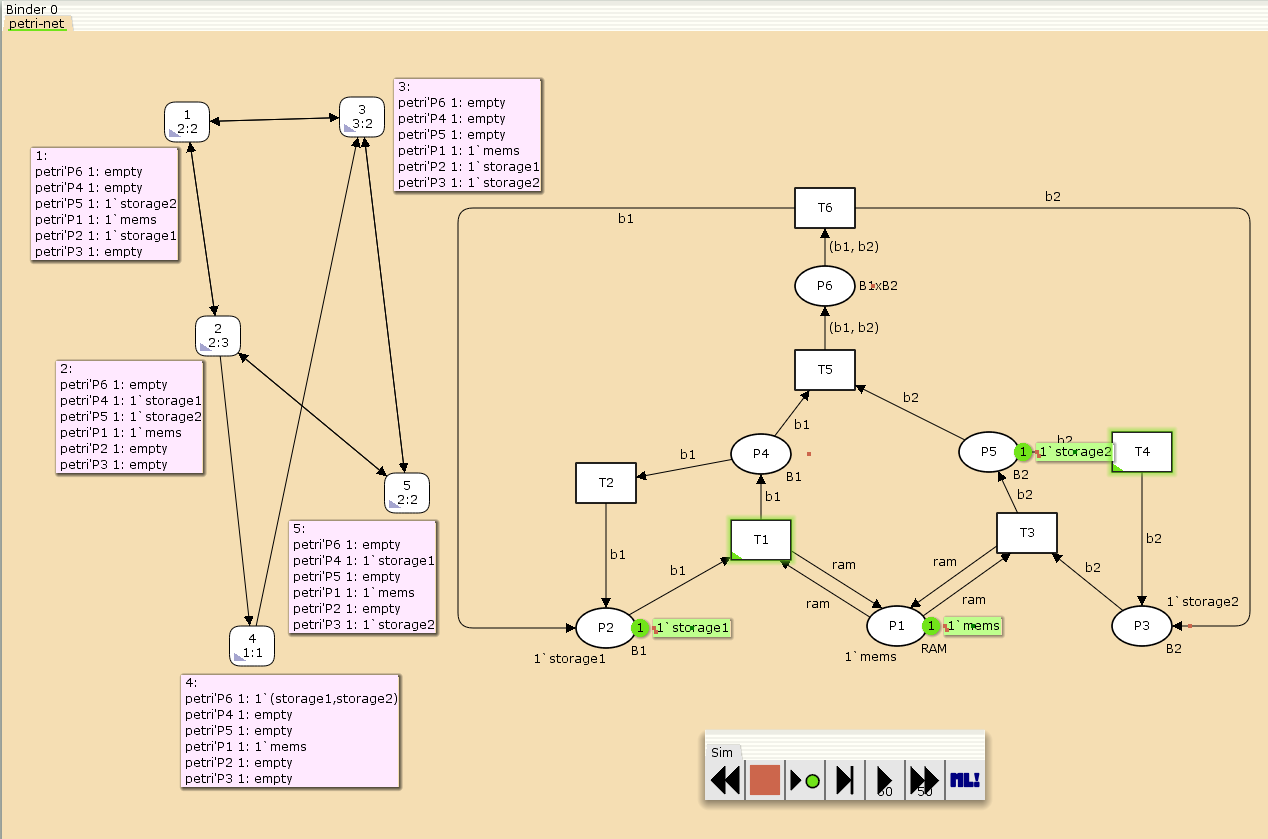 Binder 0
petri-net
1
2:2
3
3:2
3:
petri'P6 1: empty
petri'P4 1: empty
petri'P5 1: empty
petri'P1 1: 1`mems
petri'P2 1: 1`storage1
petri'P3 1: 1`storage2
1:
petri'P6 1: empty
petri'P4 1: empty
petri'P5 1: 1`storage2
petri'P1 1: 1`mems
petri'P2 1: 1`storage1
petri'P3 1: empty
2
2:3
2:
petri'P6 1: empty
petri'P4 1: 1`storage1
petri'P5 1: 1`storage2
petri'P1 1: 1`mems
petri'P2 1: empty
petri'P3 1: empty
5
2:2
5:
petri'P6 1: empty
petri'P4 1: 1`storage1
petri'P5 1: empty
petri'P1 1: 1`mems
petri'P2 1: empty
petri'P3 1: 1`storage2
4
1:1
4:
petri'P6 1: 1`(storage1,storage2)
petri'P4 1: empty
petri'P5 1: empty
petri'P1 1: 1`mems
petri'P2 1: empty
petri'P3 1: empty
T6
b1
b2
(b1, b2)
P6
B1xB2
(b1, b2)
T5
b1
b2
P4
B1
b1
T2
b1
b1
T1
b1
P2
1
1`storage1
B1
1`storage1
ram
ram
P1
1
1`mems
RAM
1`mems
ram
ram
T3
b2
P5
1
1`storage2
B2
b2
T4
b2
b2
P3
1`storage2
B2
Sim
50
50
ML!